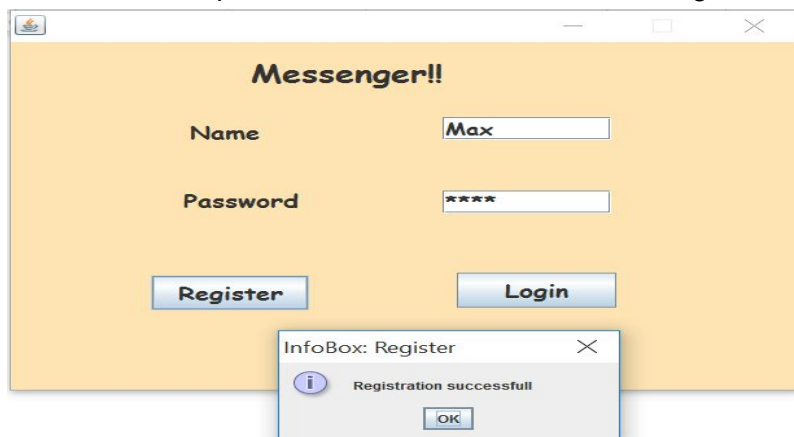 Messenger!!
Name Max
Password ****
Register Login
InfoBox: Register
Registration successfull
OK